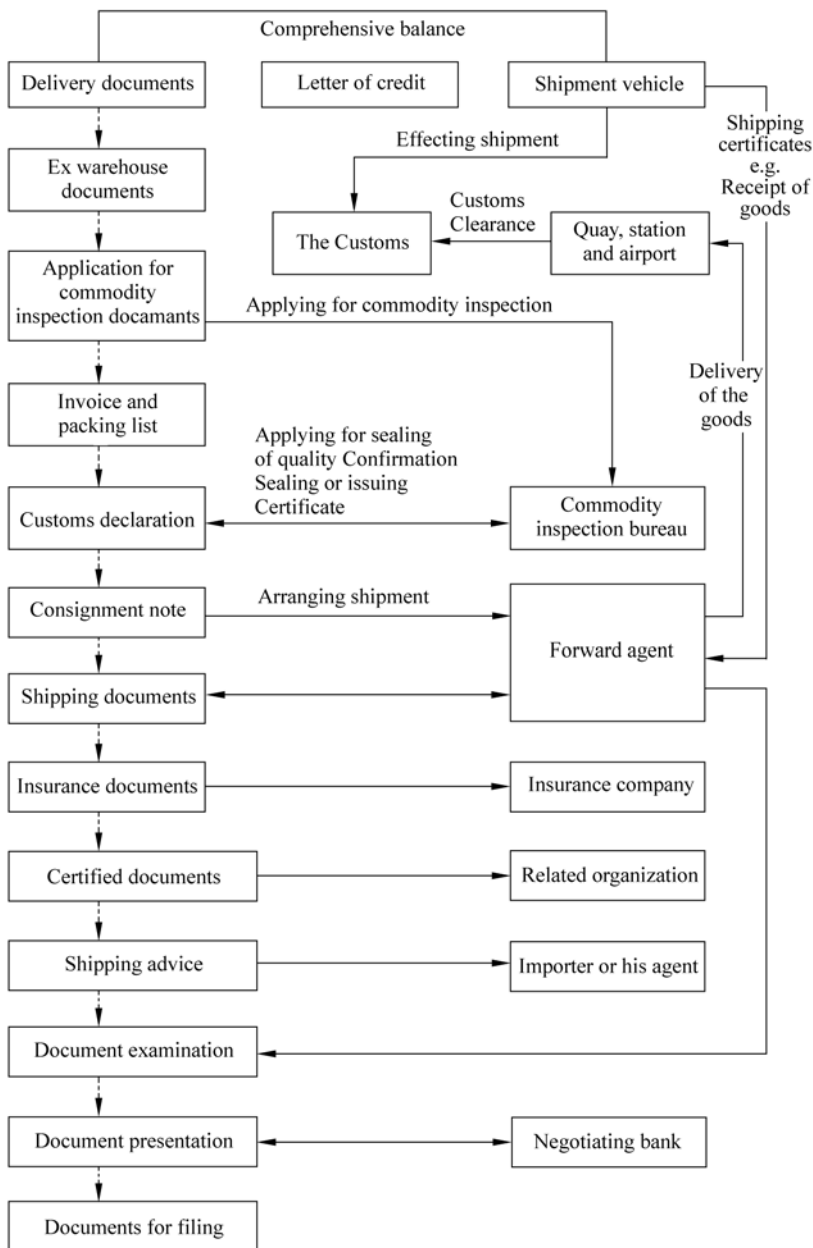 Comprehensive balance
Delivery documents
Letter of credit
Shipment vehicle
Effecting shipment
Shipping
certificates
e.g.
Receipt of
goods
Ex warehouse
documents
Customs
Clearance
The Customs
Quay, station
and airport
Application for
commodity
inspection docamants
Applying for commodity inspection
Delivery
of the
goods
Invoice and
packing list
Applying for sealing
of quality Confirmation
Sealing or issuing
Certificate
Customs declaration
Commodity
inspection bureau
Consignment note
Arranging shipment
Forward agent
Shipping documents
Insurance documents
Insurance company
Certified documents
Related organization
Shipping advice
Importer or his agent
Document examination
Document presentation
Negotiating bank
Documents for filing